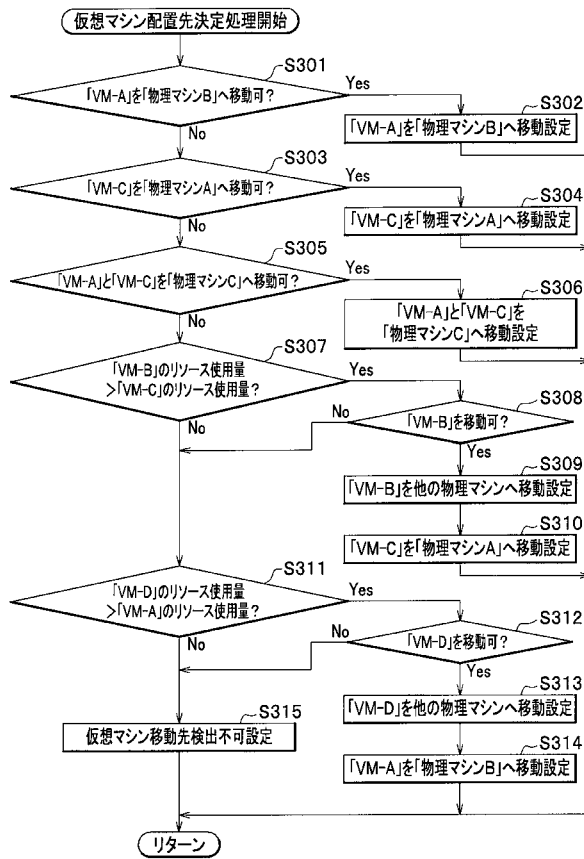 仮想マシン配置先決定処理開始
S301
「VM-A」を「物理マシンB」へ移動可?
Yes
No
S302
「VM-A」を「物理マシンB」へ移動設定
S303
「VM-C」を「物理マシンA」へ移動可?
Yes
No
S304
「VM-C」を「物理マシンA」へ移動設定
S305
「VM-A」と「VM-C」を「物理マシンC」へ移動可?
Yes
No
S306
「VM-A」と「VM-C」を
「物理マシンC」へ移動設定
S307
「VM-B」のリソース使用量
>「VM-C」のリソース使用量?
Yes
No
S308
「VM-B」を移動可?
No
Yes
S309
「VM-B」を他の物理マシンへ移動設定
S310
「VM-C」を「物理マシンA」へ移動設定
S311
「VM-D」のリソース使用量
>「VM-A」のリソース使用量?
Yes
No
S312
「VM-D」を移動可?
No
Yes
S313
「VM-D」を他の物理マシンへ移動設定
S314
「VM-A」を「物理マシンB」へ移動設定
S315
仮想マシン移動先検出不可設定
リターン